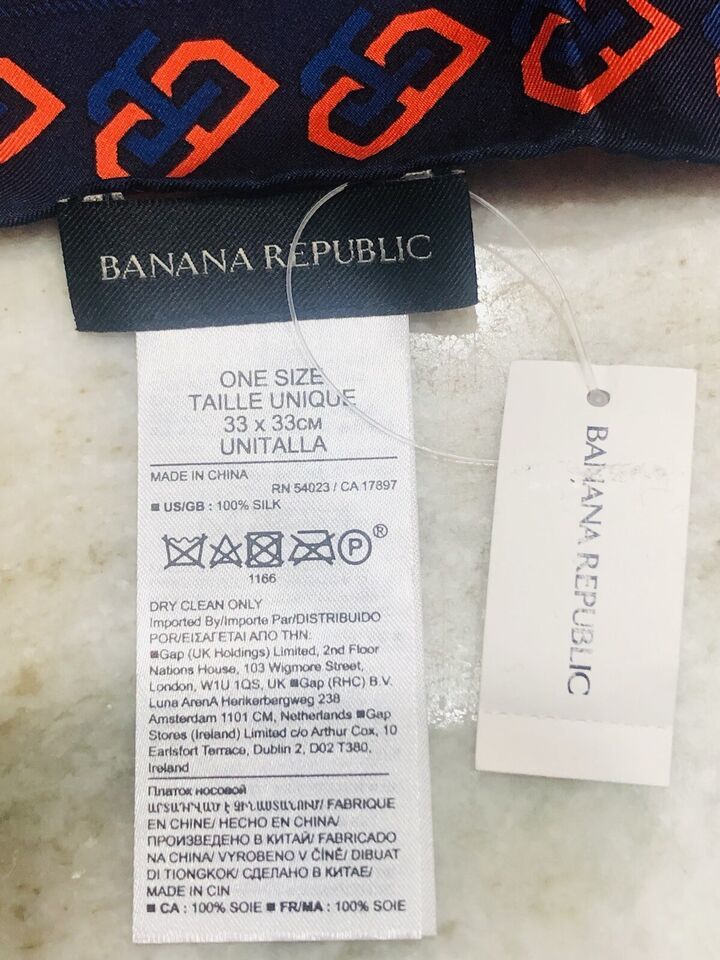 BANANA REPUBLIC
ONE SIZE
TAILLE UNIQUE
33 x 33CM
UNITALLA
MADE IN CHINA
RN 54023 / CA 17897
■ US/GB : 100% SILK
P®
1166
DRY CLEAN ONLY
Imported By/Importe Par/DISTRIBUIDO
POR/ΕΙΣΑΓΕΤΑΙ ΑΠΟ ΤΗΝ:
■Gap (UK Holdings) Limited, 2nd Floor
Nations House, 103 Wigmore Street,
London, W1U 1QS, UK ■Gap (RHC) B.V.
Luna ArenA Herikerbergweg 238
Amsterdam 1101 CM, Netherlands ■Gap
Stores (Ireland) Limited c/o Arthur Cox, 10
Earlsfort Terrace, Dublin 2, D02 T380,
Ireland
Платок носовой
ԱՐՏԱԴՐՎԱԾ Է ՉԻՆԱՍՏԱՆՈՒՄ/ FABRIQUE
EN CHINE/ HECHO EN CHINA/
ПРОИЗВЕДЕНО В КИТАЙ/ FABRICADO
NA CHINA/ VYROBENO V ČÍNĚ/ DIBUAT
DI TIONGKOK/ СДЕЛАНО В КИТАЕ/
MADE IN CIN
■ CA : 100% SOIE ■ FR/MA : 100% SOIE
BANANA REPUBLIC